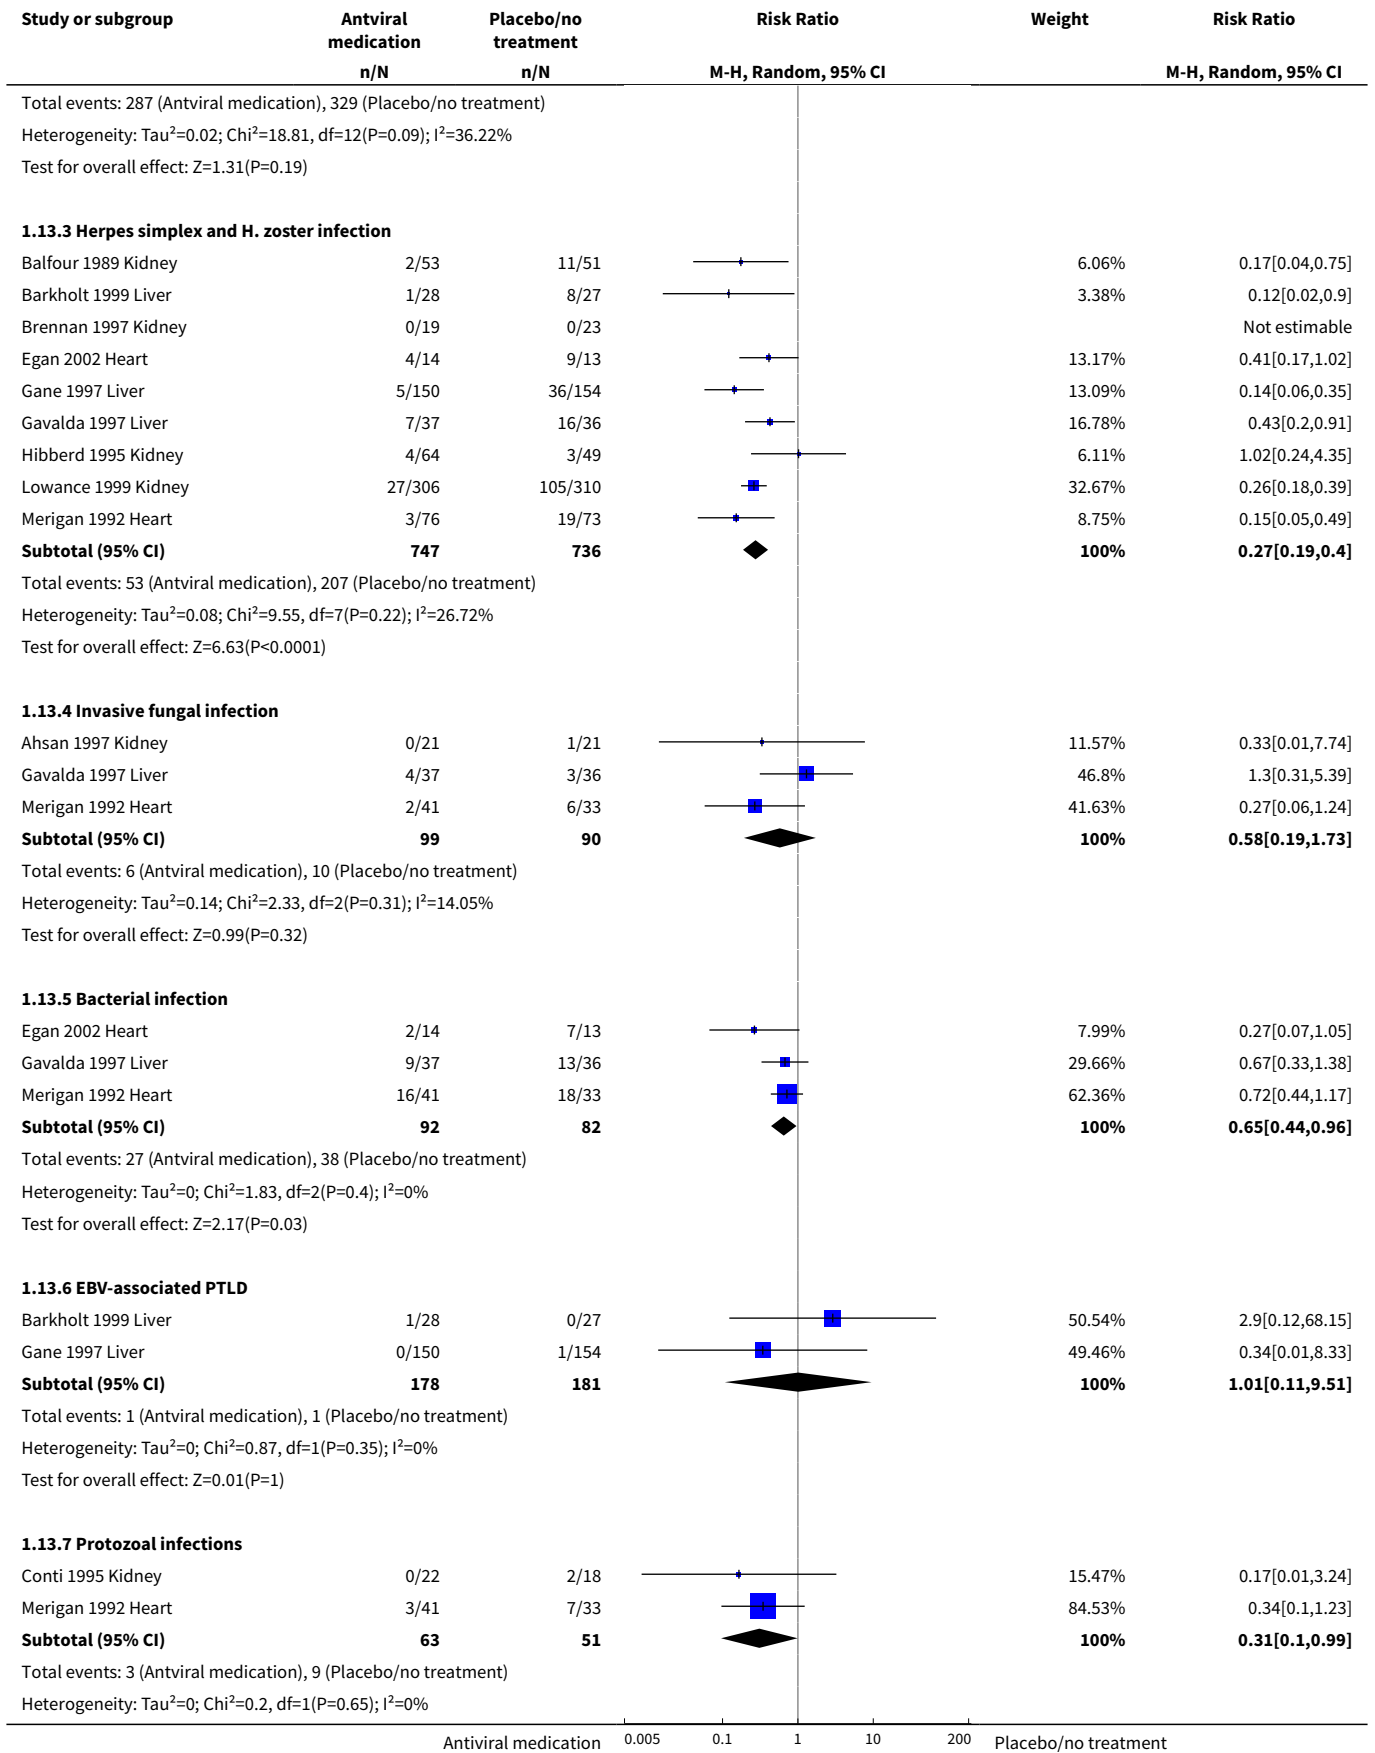 Study or subgroup Antviral medication Placebo/no treatment Risk Ratio Weight Risk Ratio
n/N n/N M-H, Random, 95% CI M-H, Random, 95% CI
Total events: 287 (Antviral medication), 329 (Placebo/no treatment)
Heterogeneity: Tau²=0.02; Chi²=18.81, df=12(P=0.09); I²=36.22%
Test for overall effect: Z=1.31(P=0.19)
1.13.3 Herpes simplex and H. zoster infection
Balfour 1989 Kidney 2/53 11/51 6.06% 0.17[0.04,0.75]
Barkholt 1999 Liver 1/28 8/27 3.38% 0.12[0.02,0.9]
Brennan 1997 Kidney 0/19 0/23 Not estimable
Egan 2002 Heart 4/14 9/13 13.17% 0.41[0.17,1.02]
Gane 1997 Liver 5/150 36/154 13.09% 0.14[0.06,0.35]
Gavalda 1997 Liver 7/37 16/36 16.78% 0.43[0.2,0.91]
Hibberd 1995 Kidney 4/64 3/49 6.11% 1.02[0.24,4.35]
Lowance 1999 Kidney 27/306 105/310 32.67% 0.26[0.18,0.39]
Merigan 1992 Heart 3/76 19/73 8.75% 0.15[0.05,0.49]
Subtotal (95% CI) 747 736 100% 0.27[0.19,0.4]
Total events: 53 (Antviral medication), 207 (Placebo/no treatment)
Heterogeneity: Tau²=0.08; Chi²=9.55, df=7(P=0.22); I²=26.72%
Test for overall effect: Z=6.63(P<0.0001)
1.13.4 Invasive fungal infection
Ahsan 1997 Kidney 0/21 1/21 11.57% 0.33[0.01,7.74]
Gavalda 1997 Liver 4/37 3/36 46.8% 1.3[0.31,5.39]
Merigan 1992 Heart 2/41 6/33 41.63% 0.27[0.06,1.24]
Subtotal (95% CI) 99 90 100% 0.58[0.19,1.73]
Total events: 6 (Antviral medication), 10 (Placebo/no treatment)
Heterogeneity: Tau²=0.14; Chi²=2.33, df=2(P=0.31); I²=14.05%
Test for overall effect: Z=0.99(P=0.32)
1.13.5 Bacterial infection
Egan 2002 Heart 2/14 7/13 7.99% 0.27[0.07,1.05]
Gavalda 1997 Liver 9/37 13/36 29.66% 0.67[0.33,1.38]
Merigan 1992 Heart 16/41 18/33 62.36% 0.72[0.44,1.17]
Subtotal (95% CI) 92 82 100% 0.65[0.44,0.96]
Total events: 27 (Antviral medication), 38 (Placebo/no treatment)
Heterogeneity: Tau²=0; Chi²=1.83, df=2(P=0.4); I²=0%
Test for overall effect: Z=2.17(P=0.03)
1.13.6 EBV-associated PTLD
Barkholt 1999 Liver 1/28 0/27 50.54% 2.9[0.12,68.15]
Gane 1997 Liver 0/150 1/154 49.46% 0.34[0.01,8.33]
Subtotal (95% CI) 178 181 100% 1.01[0.11,9.51]
Total events: 1 (Antviral medication), 1 (Placebo/no treatment)
Heterogeneity: Tau²=0; Chi²=0.87, df=1(P=0.35); I²=0%
Test for overall effect: Z=0.01(P=1)
1.13.7 Protozoal infections
Conti 1995 Kidney 0/22 2/18 15.47% 0.17[0.01,3.24]
Merigan 1992 Heart 3/41 7/33 84.53% 0.34[0.1,1.23]
Subtotal (95% CI) 63 51 100% 0.31[0.1,0.99]
Total events: 3 (Antviral medication), 9 (Placebo/no treatment)
Heterogeneity: Tau²=0; Chi²=0.2, df=1(P=0.65); I²=0%
Antiviral medication 0.005 0.1 1 10 200 Placebo/no treatment